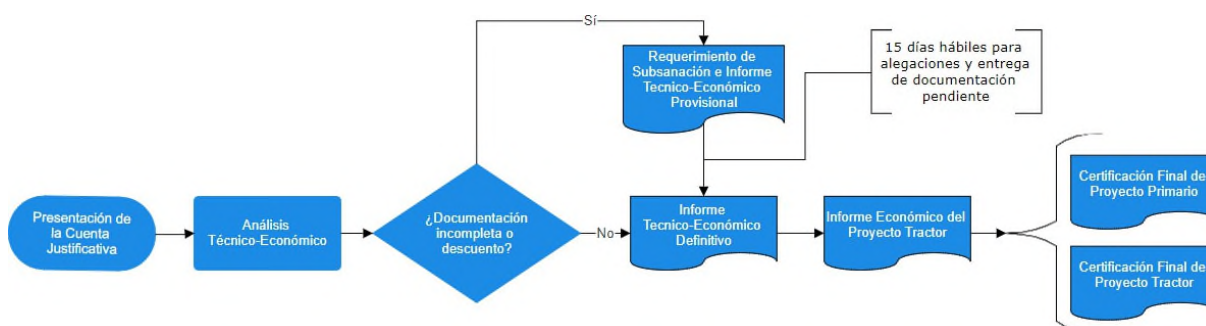 Sí
Requerimiento de
Subsanación e Informe
Tecnico-Económico
Provisional
15 días hábiles para
alegaciones y entrega
de documentación
pendiente
Presentación de
la Cuenta
Justificativa
Análisis
Técnico-Económico
¿Documentación
incompleta o
descuento?
No
Informe
Tecnico-Económico
Definitivo
Informe Económico del
Proyecto Tractor
Certificación Final de
Proyecto Primario
Certificación Final de
Proyecto Tractor